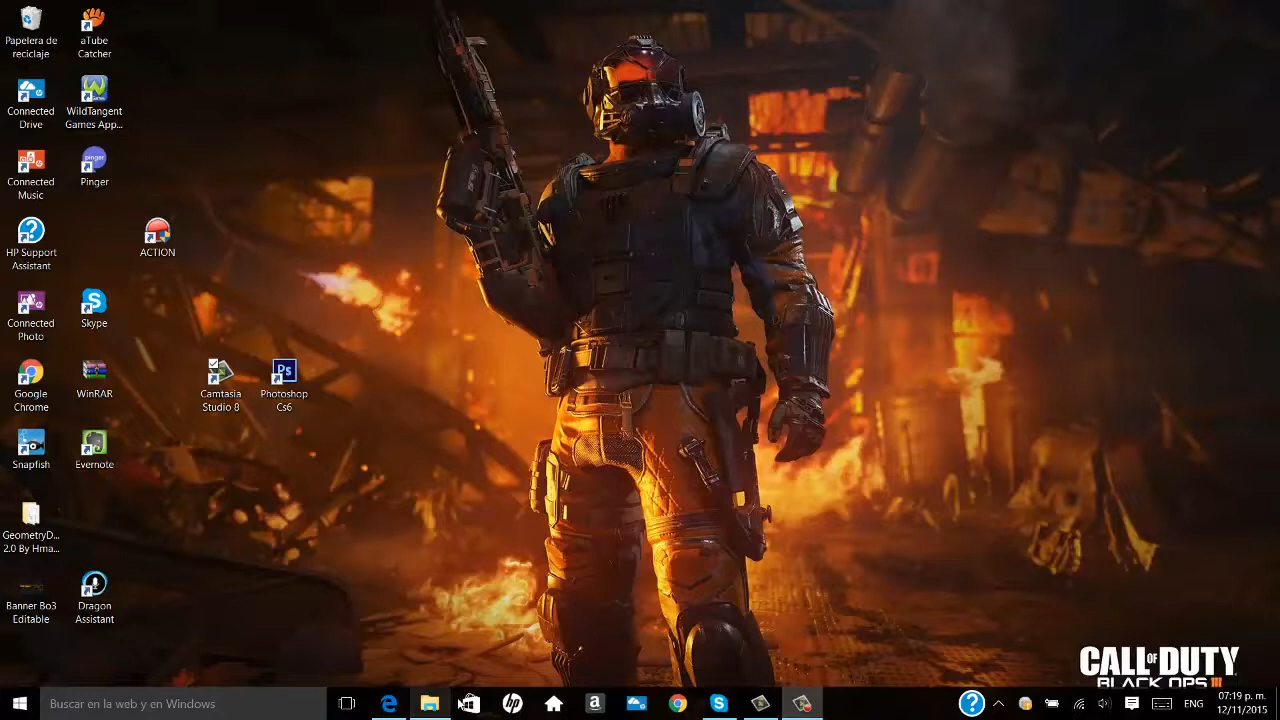 Papelera de
reciclaje
aTube
Catcher
Connected
Drive
WildTangent
Games App...
Connected
Music
pinger
Pinger
HP Support
Assistant
ACTION
Connected
Photo
Skype
Google
Chrome
WinRAR
Camtasia
Studio 8
Ps
Photoshop
Cs6
Snapfish
Evernote
GeometryD...
2.0 By Hma...
Banner Bo3
Editable
Dragon
Assistant
CALL OF DUTY
BLACK OPS III
Buscar en la web y en Windows
ENG
07:19 p. m.
12/11/2015